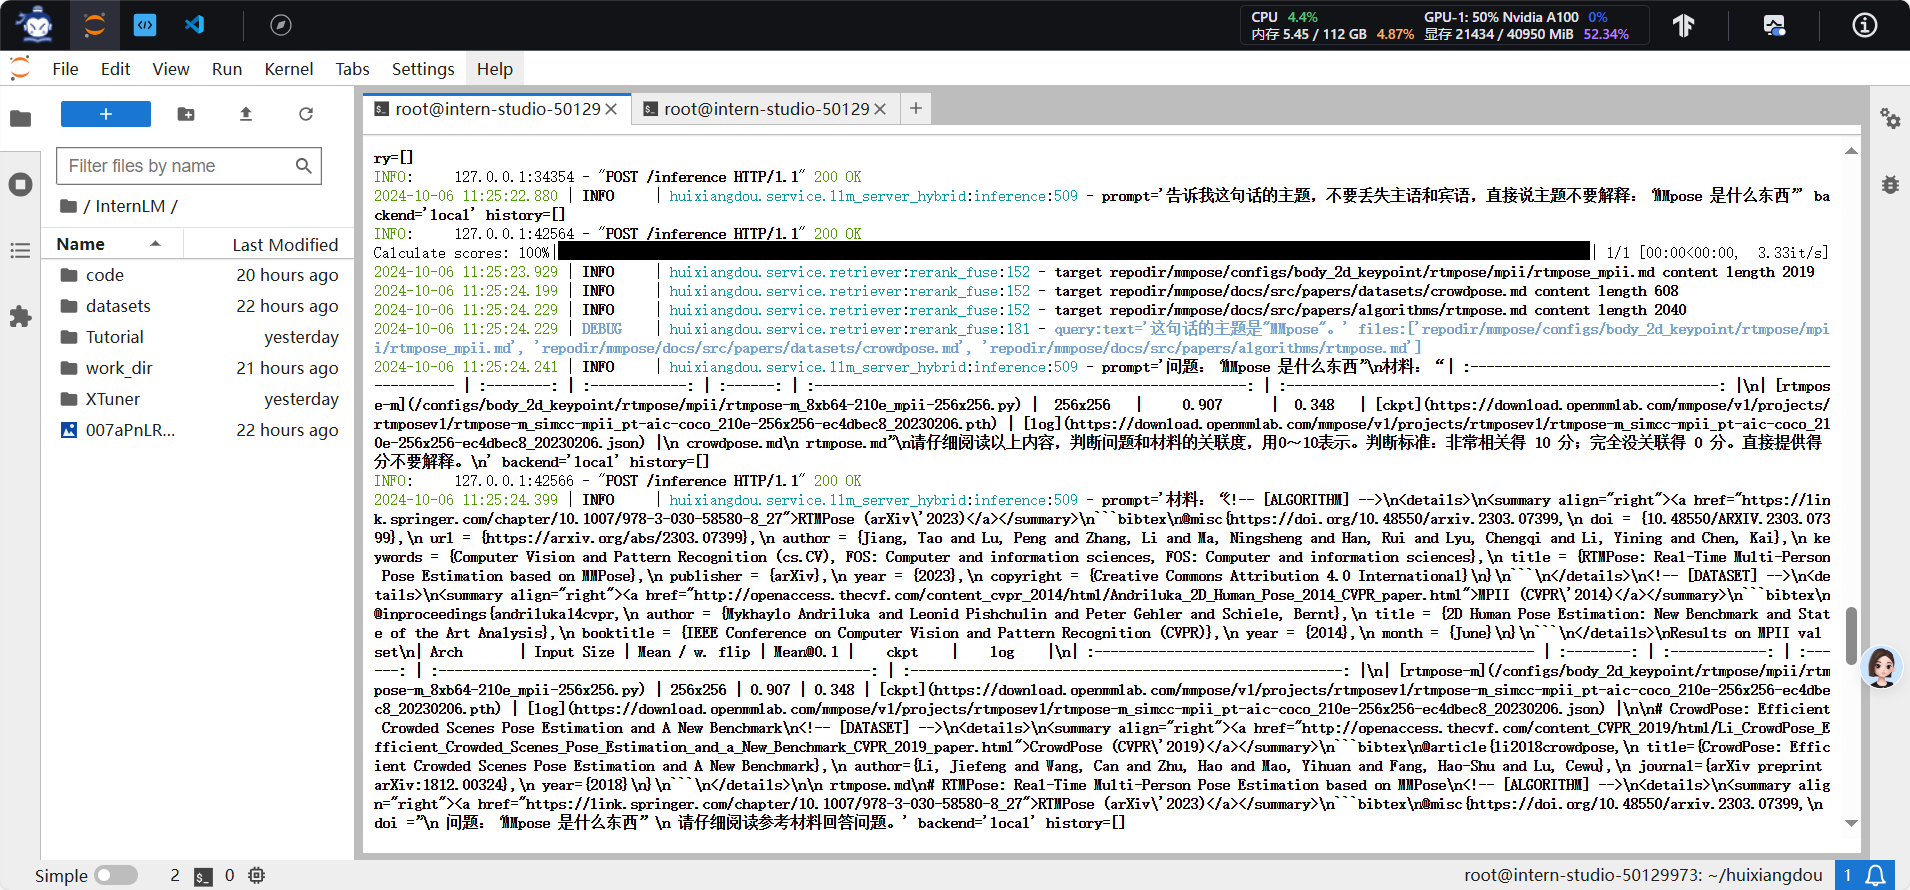 CPU 4.4% GPU-1: 50% Nvidia A100 0%
内存 5.45 / 112 GB 4.87% 显存 21434 / 40950 MiB 52.34%
File Edit View Run Kernel Tabs Settings Help
root@intern-studio-50129 root@intern-studio-50129
Filter files by name
/ InternLM /
Name Last Modified
code 20 hours ago
datasets 22 hours ago
Tutorial yesterday
work_dir 21 hours ago
XTuner yesterday
007aPnLR... 22 hours ago
ry=[]
INFO: 127.0.0.1:34354 - "POST /inference HTTP/1.1" 200 OK
2024-10-06 11:25:22.880 | INFO | huixiangdou.service.llm_server_hybrid:inference:509 - prompt='告诉我这句话的主题，不要丢失主语和宾语，直接说主题不要解释：“MMpose 是什么东西”' ba
ckend='local' history=[]
INFO: 127.0.0.1:42564 - "POST /inference HTTP/1.1" 200 OK
Calculate scores: 100%| | 1/1 [00:00<00:00, 3.33it/s]
2024-10-06 11:25:23.929 | INFO | huixiangdou.service.retriever:rerank_fuse:152 - target repodir/mmpose/configs/body_2d_keypoint/rtmpose/mpii/rtmpose_mpii.md content length 2019
2024-10-06 11:25:24.199 | INFO | huixiangdou.service.retriever:rerank_fuse:152 - target repodir/mmpose/docs/src/papers/datasets/crowdpose.md content length 608
2024-10-06 11:25:24.229 | INFO | huixiangdou.service.retriever:rerank_fuse:152 - target repodir/mmpose/docs/src/papers/algorithms/rtmpose.md content length 2040
2024-10-06 11:25:24.229 | DEBUG | huixiangdou.service.retriever:rerank_fuse:181 - query:text='这句话的主题是"MMpose"。' files:['repodir/mmpose/configs/body_2d_keypoint/rtmpose/mpi
i/rtmpose_mpii.md', 'repodir/mmpose/docs/src/papers/datasets/crowdpose.md', 'repodir/mmpose/docs/src/papers/algorithms/rtmpose.md']
2024-10-06 11:25:24.241 | INFO | huixiangdou.service.llm_server_hybrid:inference:509 - prompt='问题：“MMpose 是什么东西”\n材料：“| :------------------------------------------------
----------- | :--------: | :------------: | :------: | :------------------------------------------------------: | :------------------------------------------------------: |\n| [rtmpos
e-m](/configs/body_2d_keypoint/rtmpose/mpii/rtmpose-m_8xb64-210e_mpii-256x256.py) | 256x256 | 0.907 | 0.348 | [ckpt](https://download.openmmlab.com/mmpose/v1/projects/
rtmposev1/rtmpose-m_simcc-mpii_pt-aic-coco_210e-256x256-ec4dbec8_20230206.pth) | [log](https://download.openmmlab.com/mmpose/v1/projects/rtmposev1/rtmpose-m_simcc-mpii_pt-aic-coco_21
0e-256x256-ec4dbec8_20230206.json) |\n crowdpose.md\n rtmpose.md”\n请仔细阅读以上内容，判断问题和材料的关联度，用0～10表示。判断标准：非常相关得 10 分；完全没关联得 0 分。直接提供得
分不要解释。\n' backend='local' history=[]
INFO: 127.0.0.1:42566 - "POST /inference HTTP/1.1" 200 OK
2024-10-06 11:25:24.399 | INFO | huixiangdou.service.llm_server_hybrid:inference:509 - prompt='材料：“<!-- [ALGORITHM] -->\n<details>\n<summary align="right"><a href="https://lin
k.springer.com/chapter/10.1007/978-3-030-58580-8_27">RTMPose (arXiv\'2023)</a></summary>\n```bibtex\n@misc{https://doi.org/10.48550/arxiv.2303.07399,\n doi = {10.48550/ARXIV.2303.073
99},\n url = {https://arxiv.org/abs/2303.07399},\n author = {Jiang, Tao and Lu, Peng and Zhang, Li and Ma, Ningsheng and Han, Rui and Lyu, Chengqi and Li, Yining and Chen, Kai},\n ke
ywords = {Computer Vision and Pattern Recognition (cs.CV), FOS: Computer and information sciences, FOS: Computer and information sciences},\n title = {RTMPose: Real-Time Multi-Person
Pose Estimation based on MMPose},\n publisher = {arXiv},\n year = {2023},\n copyright = {Creative Commons Attribution 4.0 International}\n}\n```\n</details>\n<!-- [DATASET] -->\n<de
tails>\n<summary align="right"><a href="http://openaccess.thecvf.com/content_cvpr_2014/html/Andriluka_2D_Human_Pose_2014_CVPR_paper.html">MPII (CVPR\'2014)</a></summary>\n```bibtex\n
@inproceedings{andriluka14cvpr,\n author = {Mykhaylo Andriluka and Leonid Pishchulin and Peter Gehler and Schiele, Bernt},\n title = {2D Human Pose Estimation: New Benchmark and Stat
e of the Art Analysis},\n booktitle = {IEEE Conference on Computer Vision and Pattern Recognition (CVPR)},\n year = {2014},\n month = {June}\n}\n```\n</details>\nResults on MPII val
set\n| Arch | Input Size | Mean / w. flip | Mean@0.1 | ckpt | log |\n| :--------------------------------------------------------- | :--------: | :------------: | :----
----: | :------------------------------------------------------: | :------------------------------------------------------: |\n| [rtmpose-m](/configs/body_2d_keypoint/rtmpose/mpii/rtm
pose-m_8xb64-210e_mpii-256x256.py) | 256x256 | 0.907 | 0.348 | [ckpt](https://download.openmmlab.com/mmpose/v1/projects/rtmposev1/rtmpose-m_simcc-mpii_pt-aic-coco_210e-256x256-ec4dbe
c8_20230206.pth) | [log](https://download.openmmlab.com/mmpose/v1/projects/rtmposev1/rtmpose-m_simcc-mpii_pt-aic-coco_210e-256x256-ec4dbec8_20230206.json) |\n\n# CrowdPose: Efficient
Crowded Scenes Pose Estimation and A New Benchmark\n<!-- [DATASET] -->\n<details>\n<summary align="right"><a href="http://openaccess.thecvf.com/content_CVPR_2019/html/Li_CrowdPose_E
fficient_Crowded_Scenes_Pose_Estimation_and_a_New_Benchmark_CVPR_2019_paper.html">CrowdPose (CVPR\'2019)</a></summary>\n```bibtex\n@article{li2018crowdpose,\n title={CrowdPose: Effic
ient Crowded Scenes Pose Estimation and A New Benchmark},\n author={Li, Jiefeng and Wang, Can and Zhu, Hao and Mao, Yihuan and Fang, Hao-Shu and Lu, Cewu},\n journal={arXiv preprint
arXiv:1812.00324},\n year={2018}\n}\n```\n</details>\n\n rtmpose.md\n# RTMPose: Real-Time Multi-Person Pose Estimation based on MMPose\n<!-- [ALGORITHM] -->\n<details>\n<summary alig
n="right"><a href="https://link.springer.com/chapter/10.1007/978-3-030-58580-8_27">RTMPose (arXiv\'2023)</a></summary>\n```bibtex\n@misc{https://doi.org/10.48550/arxiv.2303.07399,\n
doi =”\n 问题：“MMpose 是什么东西”\n 请仔细阅读参考材料回答问题。' backend='local' history=[]
Simple 2 0 root@intern-studio-50129973: ~/huixiangdou 1